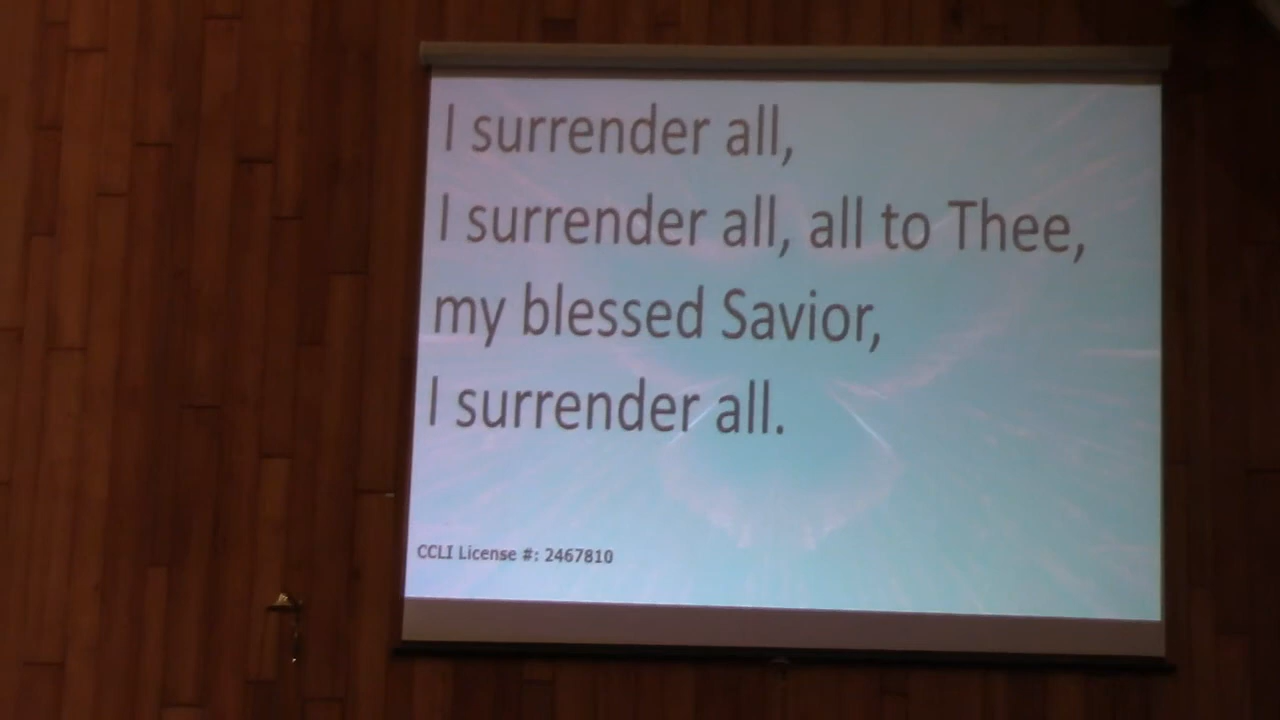 I surrender all,
I surrender all, all to Thee,
my blessed Savior,
I surrender all.
CCLI License #: 2467810